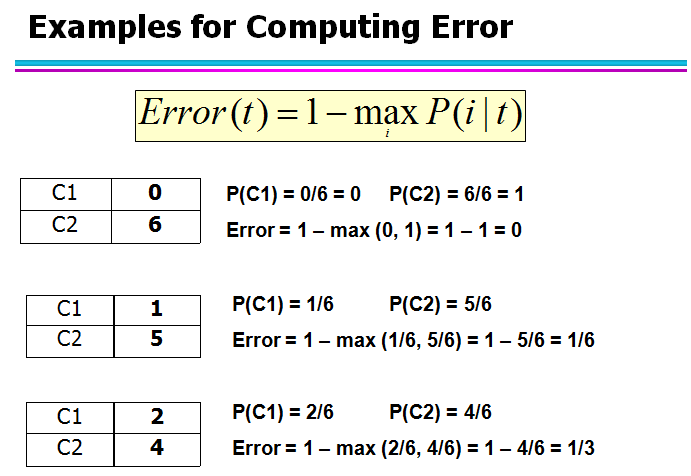 Examples for Computing Error
Error(t) = 1 – max P(i | t)
i
C1 0
C2 6
P(C1) = 0/6 = 0 P(C2) = 6/6 = 1
Error = 1 – max (0, 1) = 1 – 1 = 0
C1 1
C2 5
P(C1) = 1/6 P(C2) = 5/6
Error = 1 – max (1/6, 5/6) = 1 – 5/6 = 1/6
C1 2
C2 4
P(C1) = 2/6 P(C2) = 4/6
Error = 1 – max (2/6, 4/6) = 1 – 4/6 = 1/3